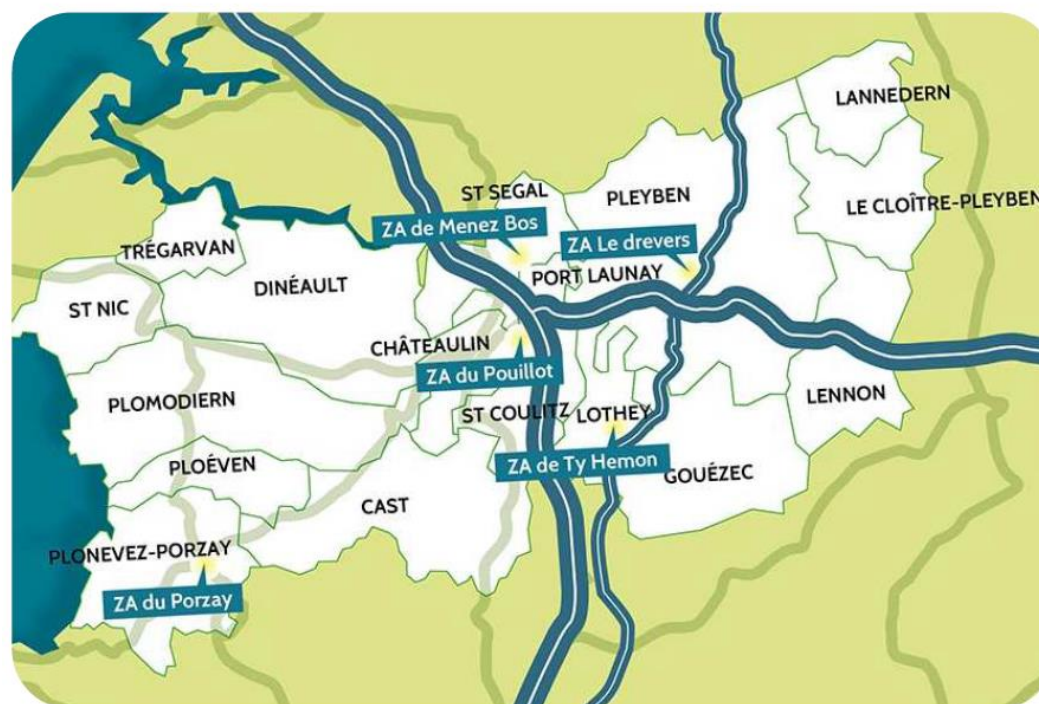 LANNEDERN
ST SEGAL
PLEYBEN
LE CLOÎTRE-PLEYBEN
ZA de Menez Bos
ZA Le drevers
TRÉGARVAN
PORT LAUNAY
DINÉAULT
ST NIC
CHÂTEAULIN
ZA du Pouillot
PLOMODIERN
LENNON
ST COULITZ
LOTHEY
PLOÉVEN
ZA de Ty Hemon
GOUÉZEC
CAST
PLONEVEZ-PORZAY
ZA du Porzay